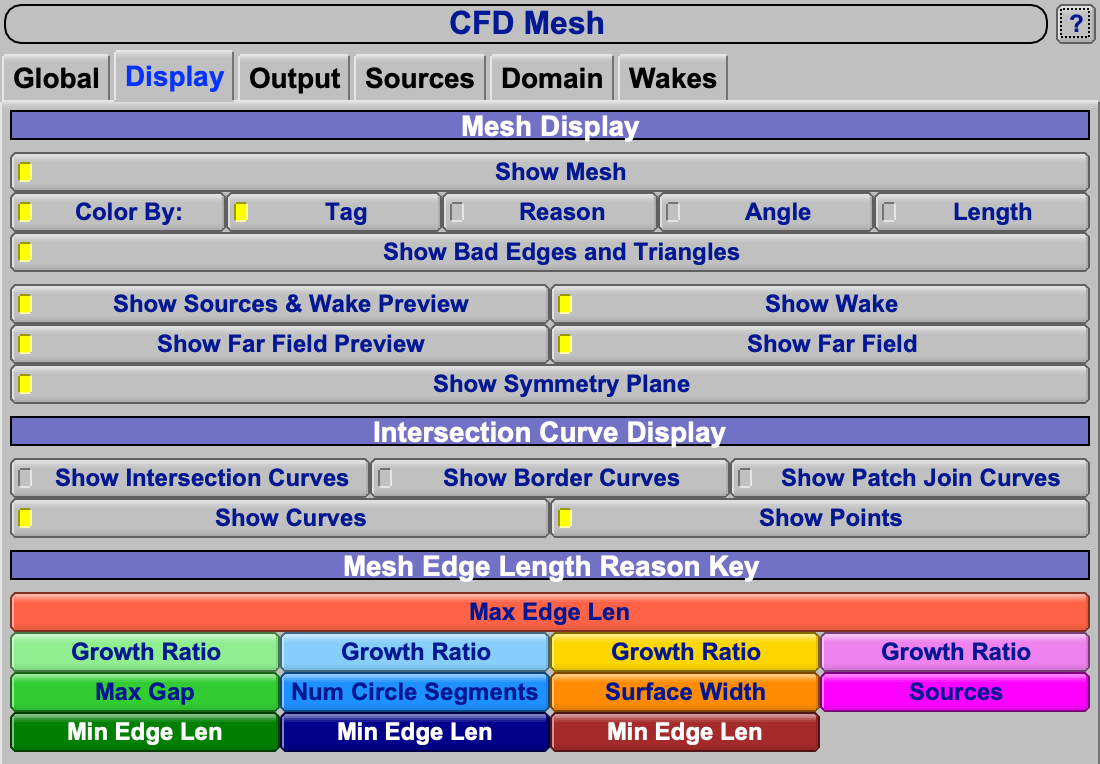 CFD Mesh ?
Global Display Output Sources Domain Wakes
Mesh Display
Show Mesh
Color By: Tag Reason Angle Length
Show Bad Edges and Triangles
Show Sources & Wake Preview Show Wake
Show Far Field Preview Show Far Field
Show Symmetry Plane
Intersection Curve Display
Show Intersection Curves Show Border Curves Show Patch Join Curves
Show Curves Show Points
Mesh Edge Length Reason Key
Max Edge Len
Growth Ratio Growth Ratio Growth Ratio Growth Ratio
Max Gap Num Circle Segments Surface Width Sources
Min Edge Len Min Edge Len Min Edge Len